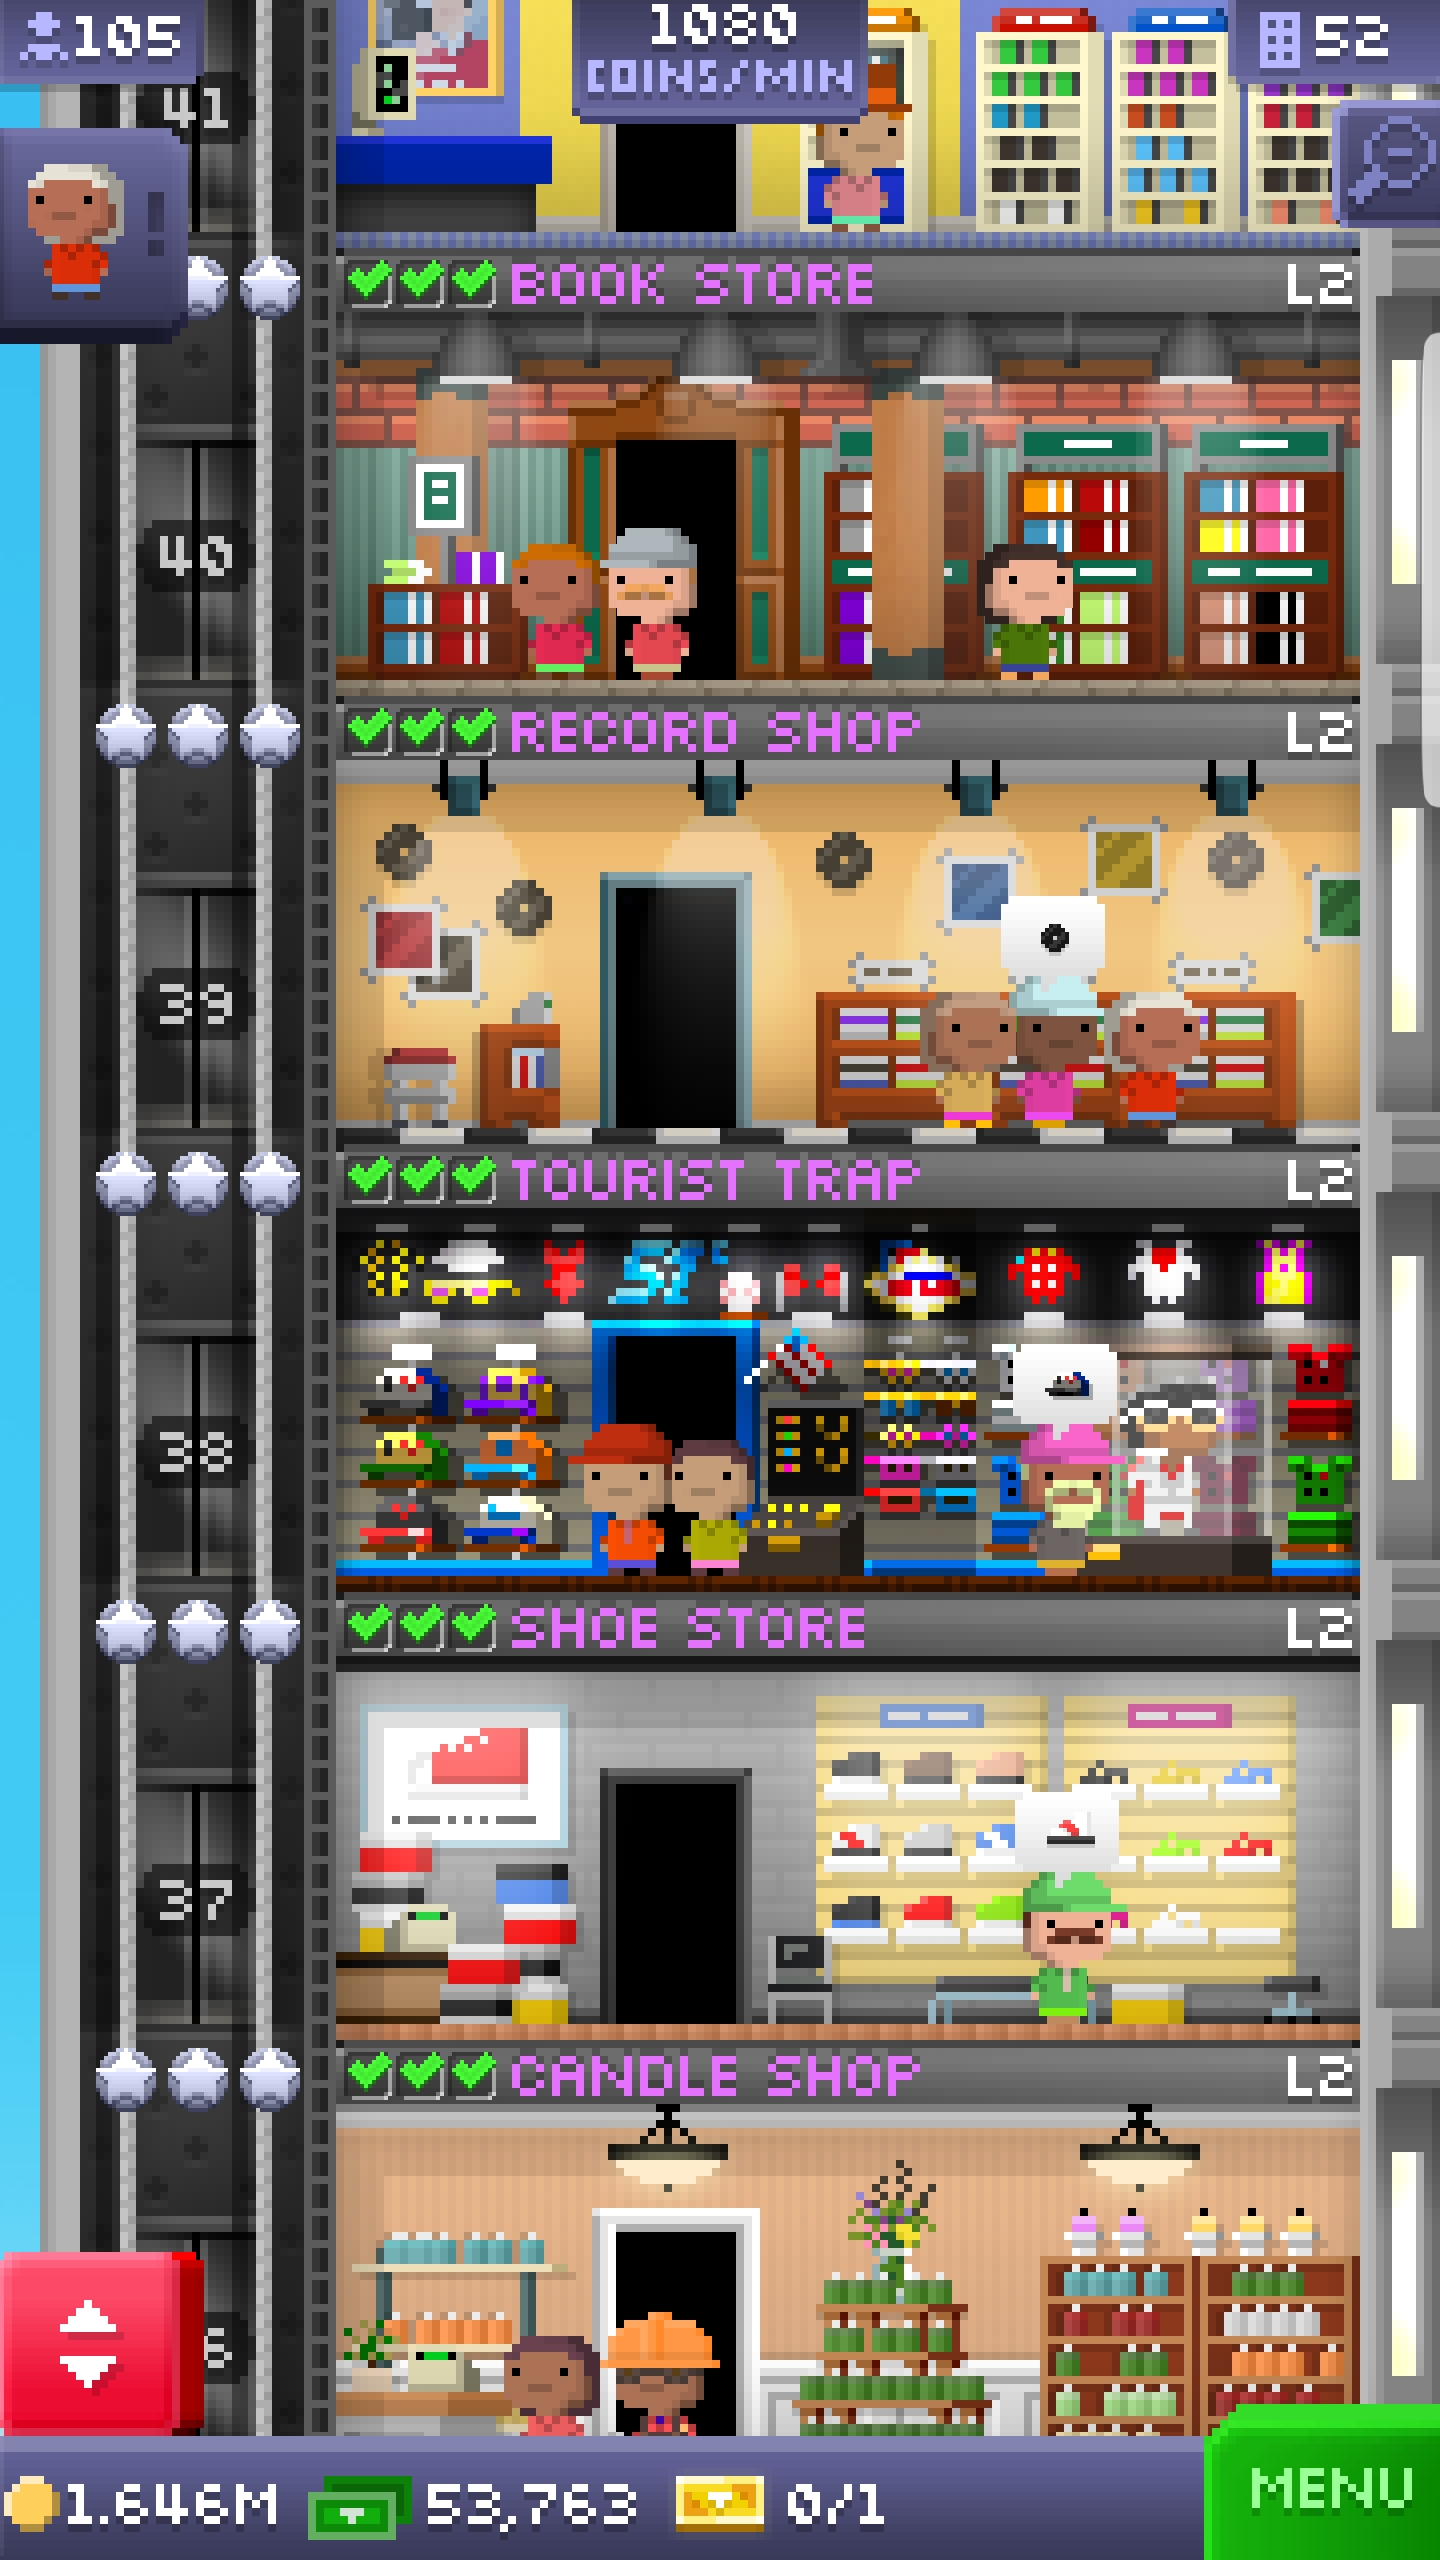 105
1080
COINS/MIN
52
41
!
BOOK STORE L2
40
RECORD SHOP L2
39
TOURIST TRAP L2
38
SHOE STORE L2
37
CANDLE SHOP L2
6
1.646M 53,763 0/1
MENU